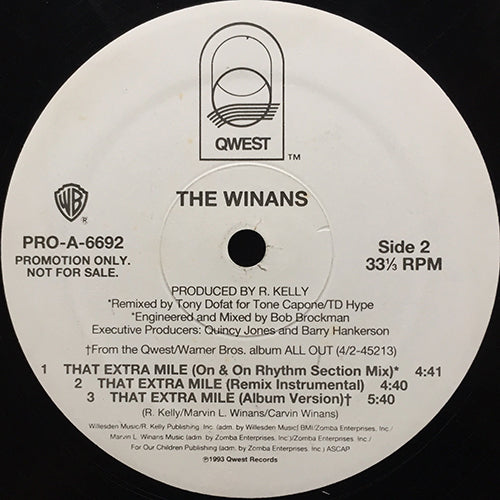 QWEST
TM
THE WINANS
WB
®
PRO-A-6692
PROMOTION ONLY.
NOT FOR SALE.
Side 2
33⅓ RPM
PRODUCED BY R. KELLY
*Remixed by Tony Dofat for Tone Capone/TD Hype
*Engineered and Mixed by Bob Brockman
Executive Producers: Quincy Jones and Barry Hankerson
†From the Qwest/Warner Bros. album ALL OUT (4/2-45213)
1 THAT EXTRA MILE (On & On Rhythm Section Mix)* 4:41
2 THAT EXTRA MILE (Remix Instrumental) 4:40
3 THAT EXTRA MILE (Album Version)† 5:40
(R. Kelly/Marvin L. Winans/Carvin Winans)
Willesden Music/R. Kelly Publishing, Inc. (adm. by Willesden Music) BMI/Zomba Enterprises, Inc./
Marvin L. Winans Music (adm. by Zomba Enterprises, Inc.)/Zomba Enterprises, Inc./
For Our Children Publishing (adm. by Zomba Enterprises, Inc.) ASCAP
℗1993 Qwest Records